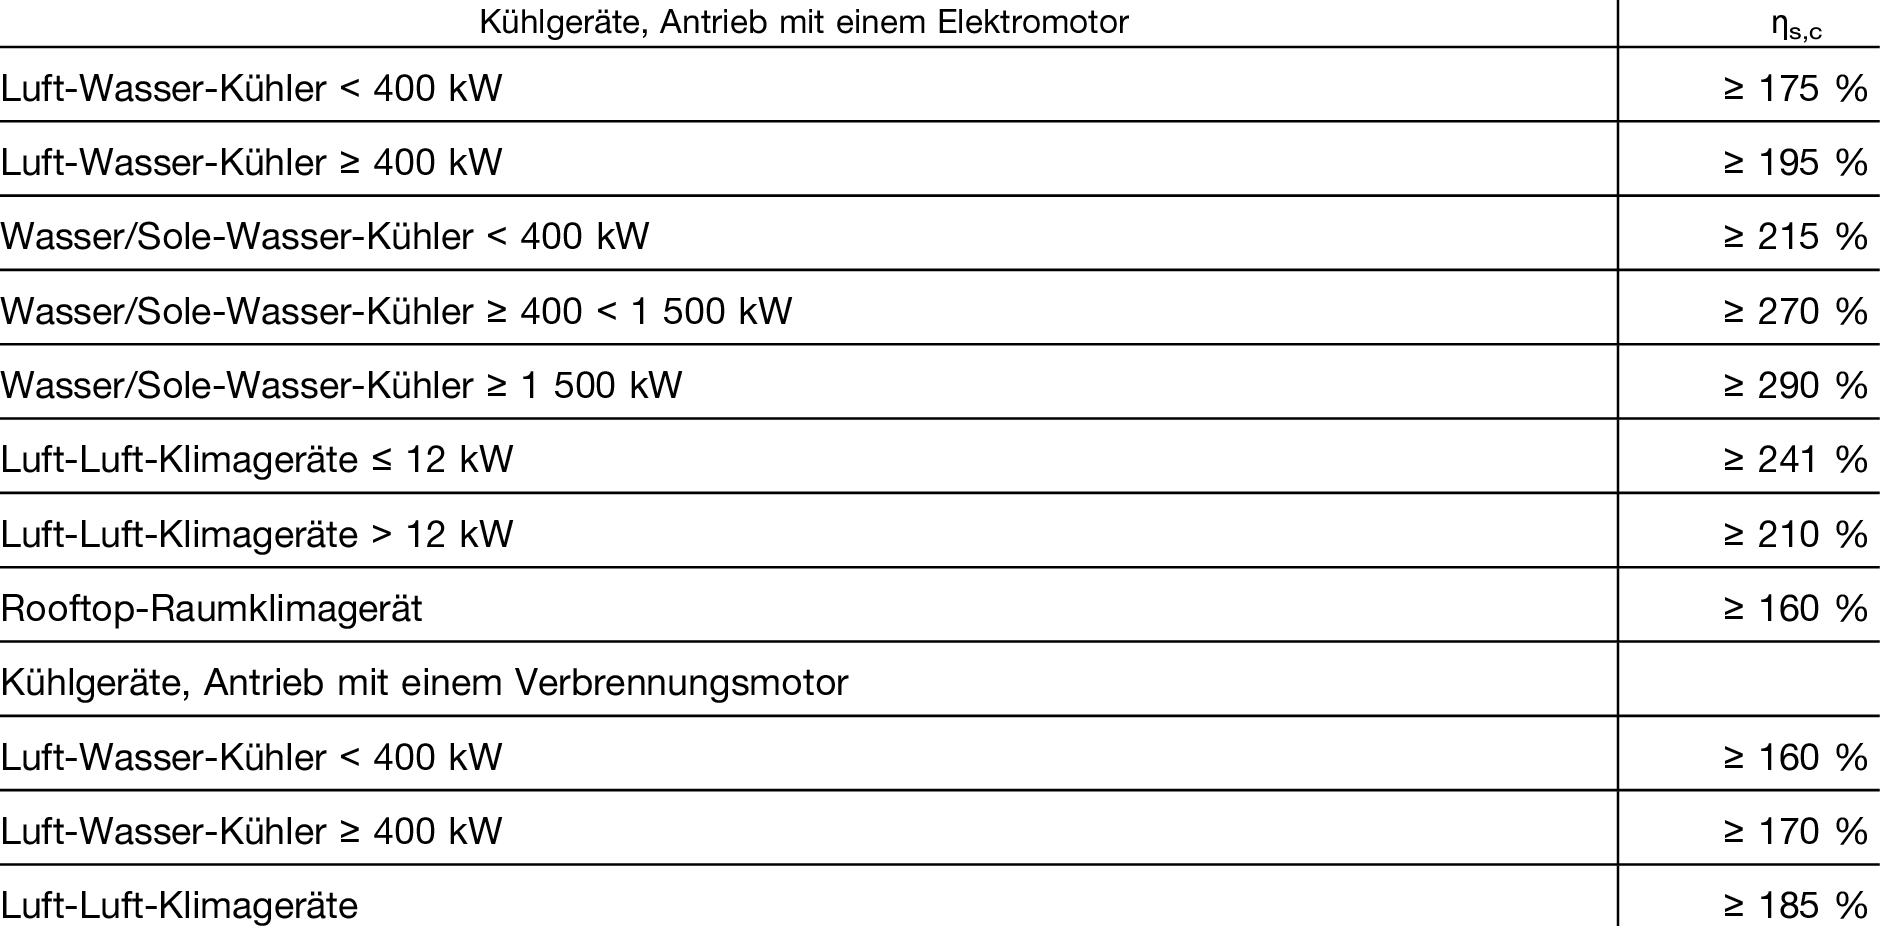 Kühlgeräte, Antrieb mit einem Elektromotor ηs,c
Luft-Wasser-Kühler < 400 kW ≥ 175 %
Luft-Wasser-Kühler ≥ 400 kW ≥ 195 %
Wasser/Sole-Wasser-Kühler < 400 kW ≥ 215 %
Wasser/Sole-Wasser-Kühler ≥ 400 < 1 500 kW ≥ 270 %
Wasser/Sole-Wasser-Kühler ≥ 1 500 kW ≥ 290 %
Luft-Luft-Klimageräte ≤ 12 kW ≥ 241 %
Luft-Luft-Klimageräte > 12 kW ≥ 210 %
Rooftop-Raumklimagerät ≥ 160 %
Kühlgeräte, Antrieb mit einem Verbrennungsmotor
Luft-Wasser-Kühler < 400 kW ≥ 160 %
Luft-Wasser-Kühler ≥ 400 kW ≥ 170 %
Luft-Luft-Klimageräte ≥ 185 %